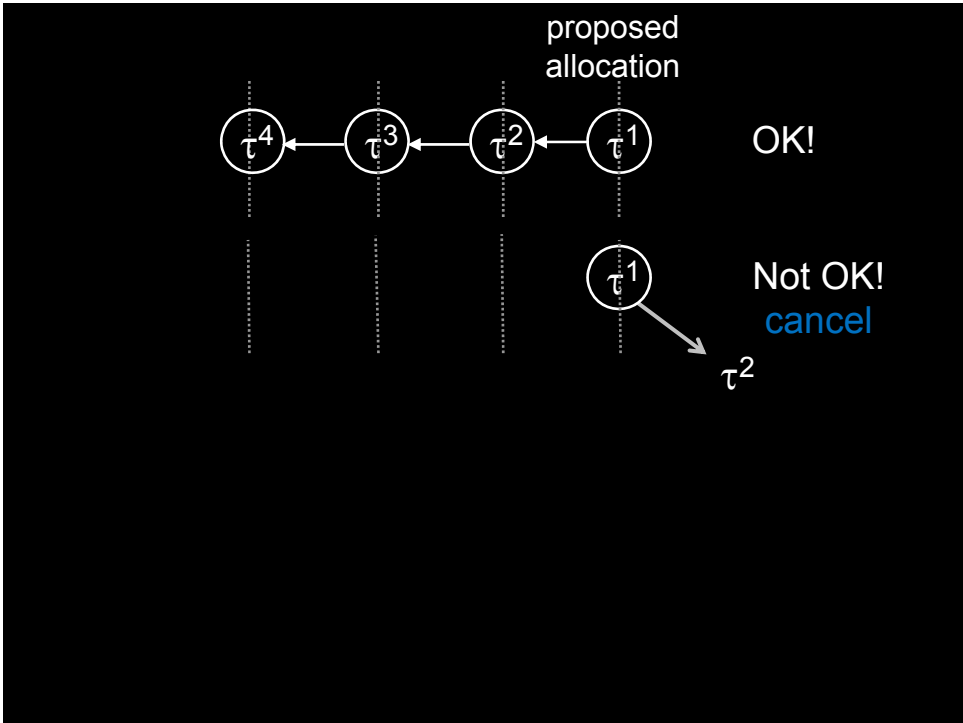 proposed
allocation
τ⁴ τ³ τ² τ¹ OK!
τ¹ Not OK!
cancel
τ²